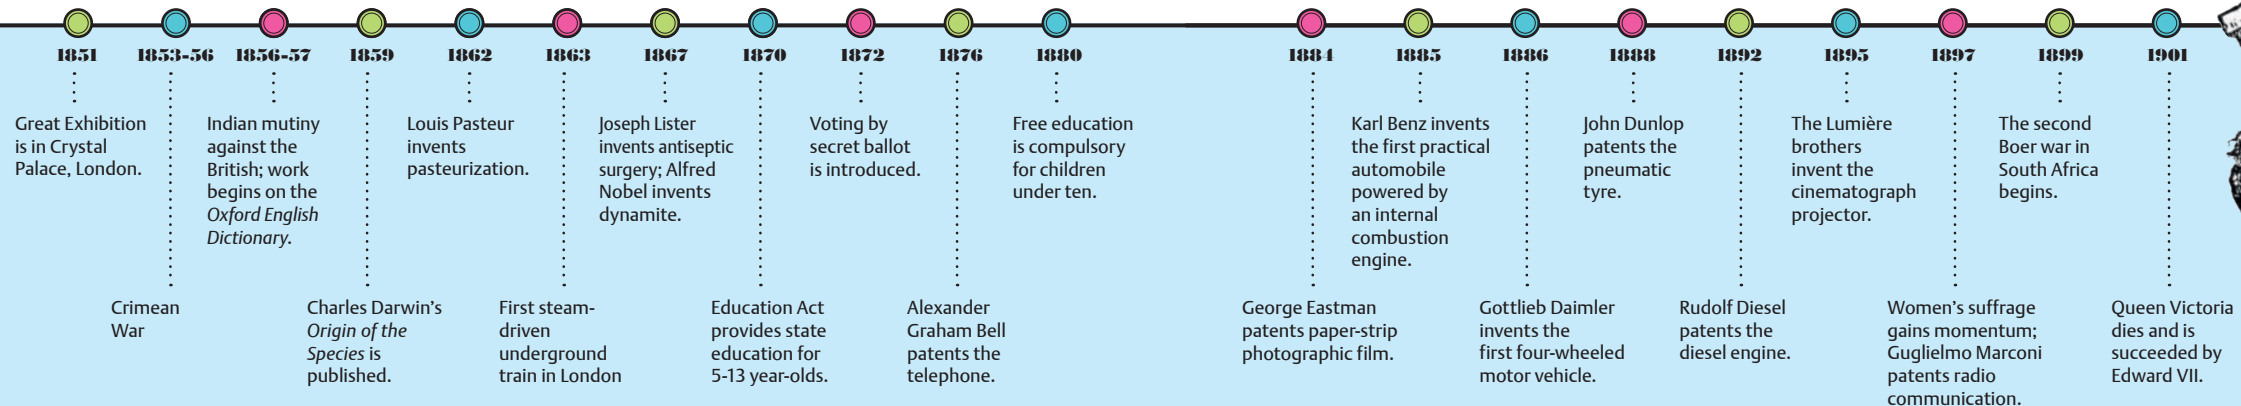 1851
Great Exhibition
is in Crystal
Palace, London.
1853-56
Crimean
War
1856-57
Indian mutiny
against the
British; work
begins on the
Oxford English
Dictionary.
1859
Charles Darwin’s
Origin of the
Species is
published.
1862
Louis Pasteur
invents
pasteurization.
1863
First steam-
driven
underground
train in London
1867
Joseph Lister
invents antiseptic
surgery; Alfred
Nobel invents
dynamite.
1870
Education Act
provides state
education for
5-13 year-olds.
1872
Voting by
secret ballot
is introduced.
1876
Alexander
Graham Bell
patents the
telephone.
1880
Free education
is compulsory
for children
under ten.
1884
George Eastman
patents paper-strip
photographic film.
1885
Karl Benz invents
the first practical
automobile
powered by
an internal
combustion
engine.
1886
Gottlieb Daimler
invents the
first four-wheeled
motor vehicle.
1888
John Dunlop
patents the
pneumatic
tyre.
1892
Rudolf Diesel
patents the
diesel engine.
1895
The Lumière
brothers
invent the
cinematograph
projector.
1897
Women’s suffrage
gains momentum;
Guglielmo Marconi
patents radio
communication.
1899
The second
Boer war in
South Africa
begins.
1901
Queen Victoria
dies and is
succeeded by
Edward VII.